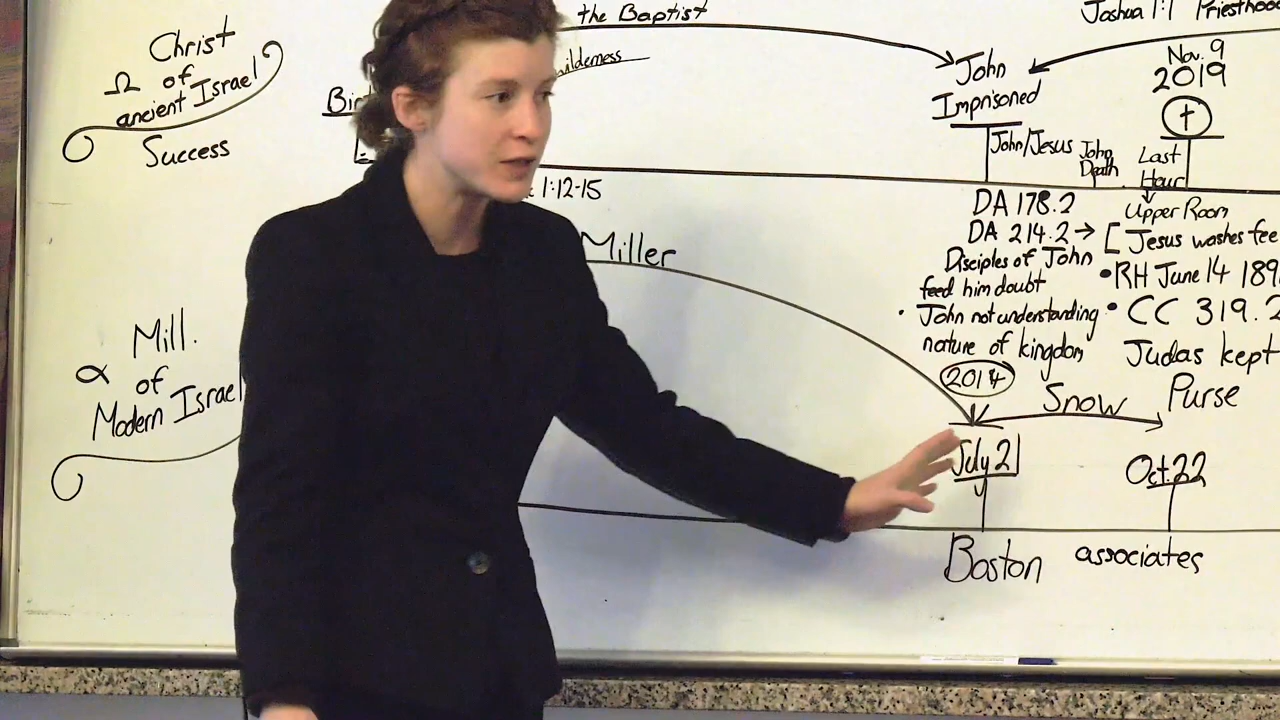 Christ
Ω of
ancient Israel
Success
the Baptist
wilderness
Joshua 1:1 Priesthood
John
Imprisoned
Nov. 9
2019
John/Jesus
John
Death
Last
Hour
1:12-15
DA 178.2
DA 214.2 →
Disciples of John
feed him doubt
• John not understanding
nature of kingdom
Upper Room
[ Jesus washes fee
• RH June 14 189
• CC 319.2
Judas kept
Purse
Miller
Mill.
α of
Modern Israel
2014
Snow
July 21
Oct. 22
Boston associates